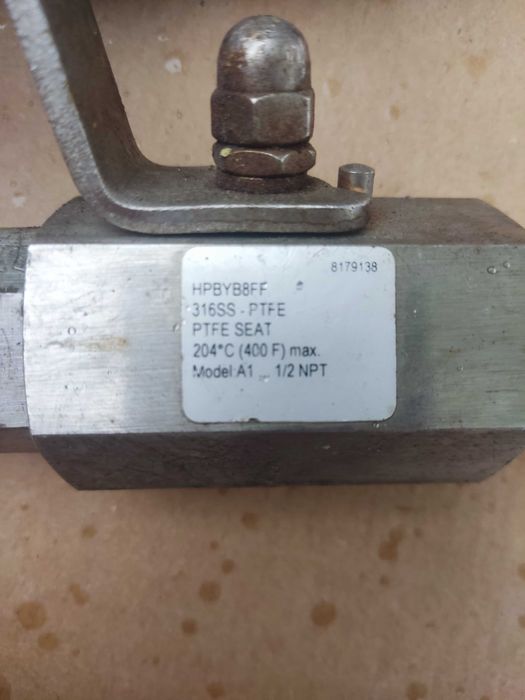 8179138
HPBYB8FF
316SS - PTFE
PTFE SEAT
204°C (400 F) max.
Model:A1 ... 1/2 NPT